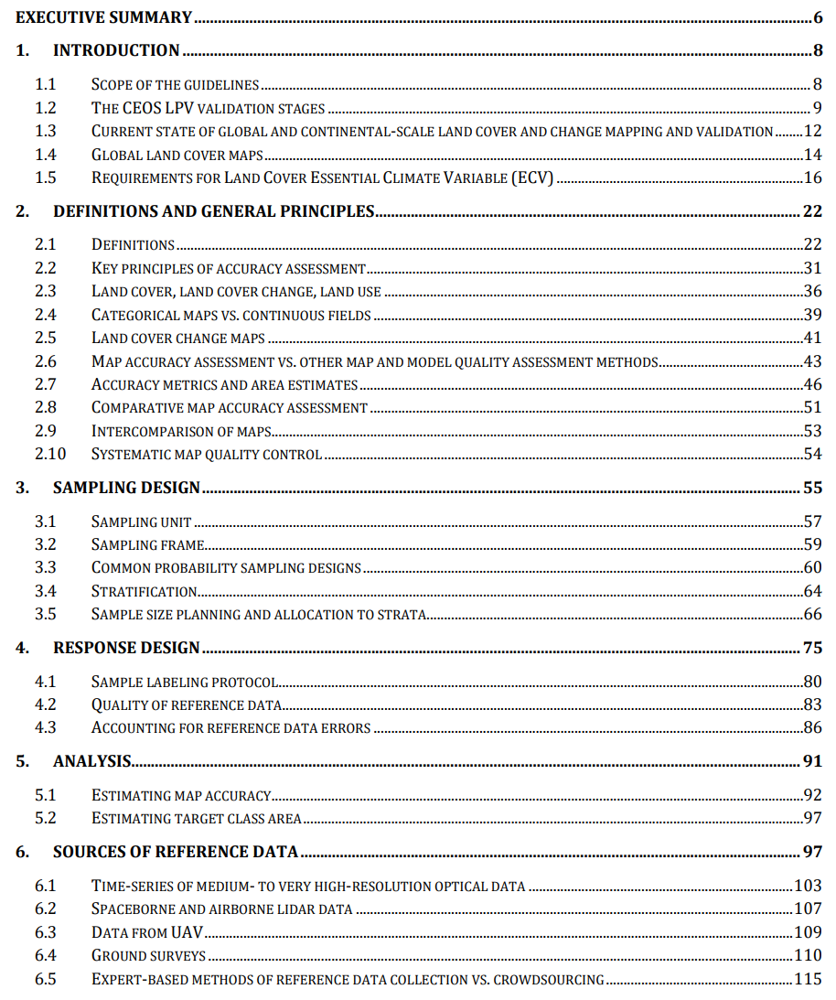 EXECUTIVE SUMMARY 6
1. INTRODUCTION 8
1.1 SCOPE OF THE GUIDELINES 8
1.2 THE CEOS LPV VALIDATION STAGES 9
1.3 CURRENT STATE OF GLOBAL AND CONTINENTAL-SCALE LAND COVER AND CHANGE MAPPING AND VALIDATION 12
1.4 GLOBAL LAND COVER MAPS 14
1.5 REQUIREMENTS FOR LAND COVER ESSENTIAL CLIMATE VARIABLE (ECV) 16
2. DEFINITIONS AND GENERAL PRINCIPLES 22
2.1 DEFINITIONS 22
2.2 KEY PRINCIPLES OF ACCURACY ASSESSMENT 31
2.3 LAND COVER, LAND COVER CHANGE, LAND USE 36
2.4 CATEGORICAL MAPS VS. CONTINUOUS FIELDS 39
2.5 LAND COVER CHANGE MAPS 41
2.6 MAP ACCURACY ASSESSMENT VS. OTHER MAP AND MODEL QUALITY ASSESSMENT METHODS 43
2.7 ACCURACY METRICS AND AREA ESTIMATES 46
2.8 COMPARATIVE MAP ACCURACY ASSESSMENT 51
2.9 INTERCOMPARISON OF MAPS 53
2.10 SYSTEMATIC MAP QUALITY CONTROL 54
3. SAMPLING DESIGN 55
3.1 SAMPLING UNIT 57
3.2 SAMPLING FRAME 59
3.3 COMMON PROBABILITY SAMPLING DESIGNS 60
3.4 STRATIFICATION 64
3.5 SAMPLE SIZE PLANNING AND ALLOCATION TO STRATA 66
4. RESPONSE DESIGN 75
4.1 SAMPLE LABELING PROTOCOL 80
4.2 QUALITY OF REFERENCE DATA 83
4.3 ACCOUNTING FOR REFERENCE DATA ERRORS 86
5. ANALYSIS 91
5.1 ESTIMATING MAP ACCURACY 92
5.2 ESTIMATING TARGET CLASS AREA 97
6. SOURCES OF REFERENCE DATA 97
6.1 TIME-SERIES OF MEDIUM- TO VERY HIGH-RESOLUTION OPTICAL DATA 103
6.2 SPACEBORNE AND AIRBORNE LIDAR DATA 107
6.3 DATA FROM UAV 109
6.4 GROUND SURVEYS 110
6.5 EXPERT-BASED METHODS OF REFERENCE DATA COLLECTION VS. CROWDSOURCING 115